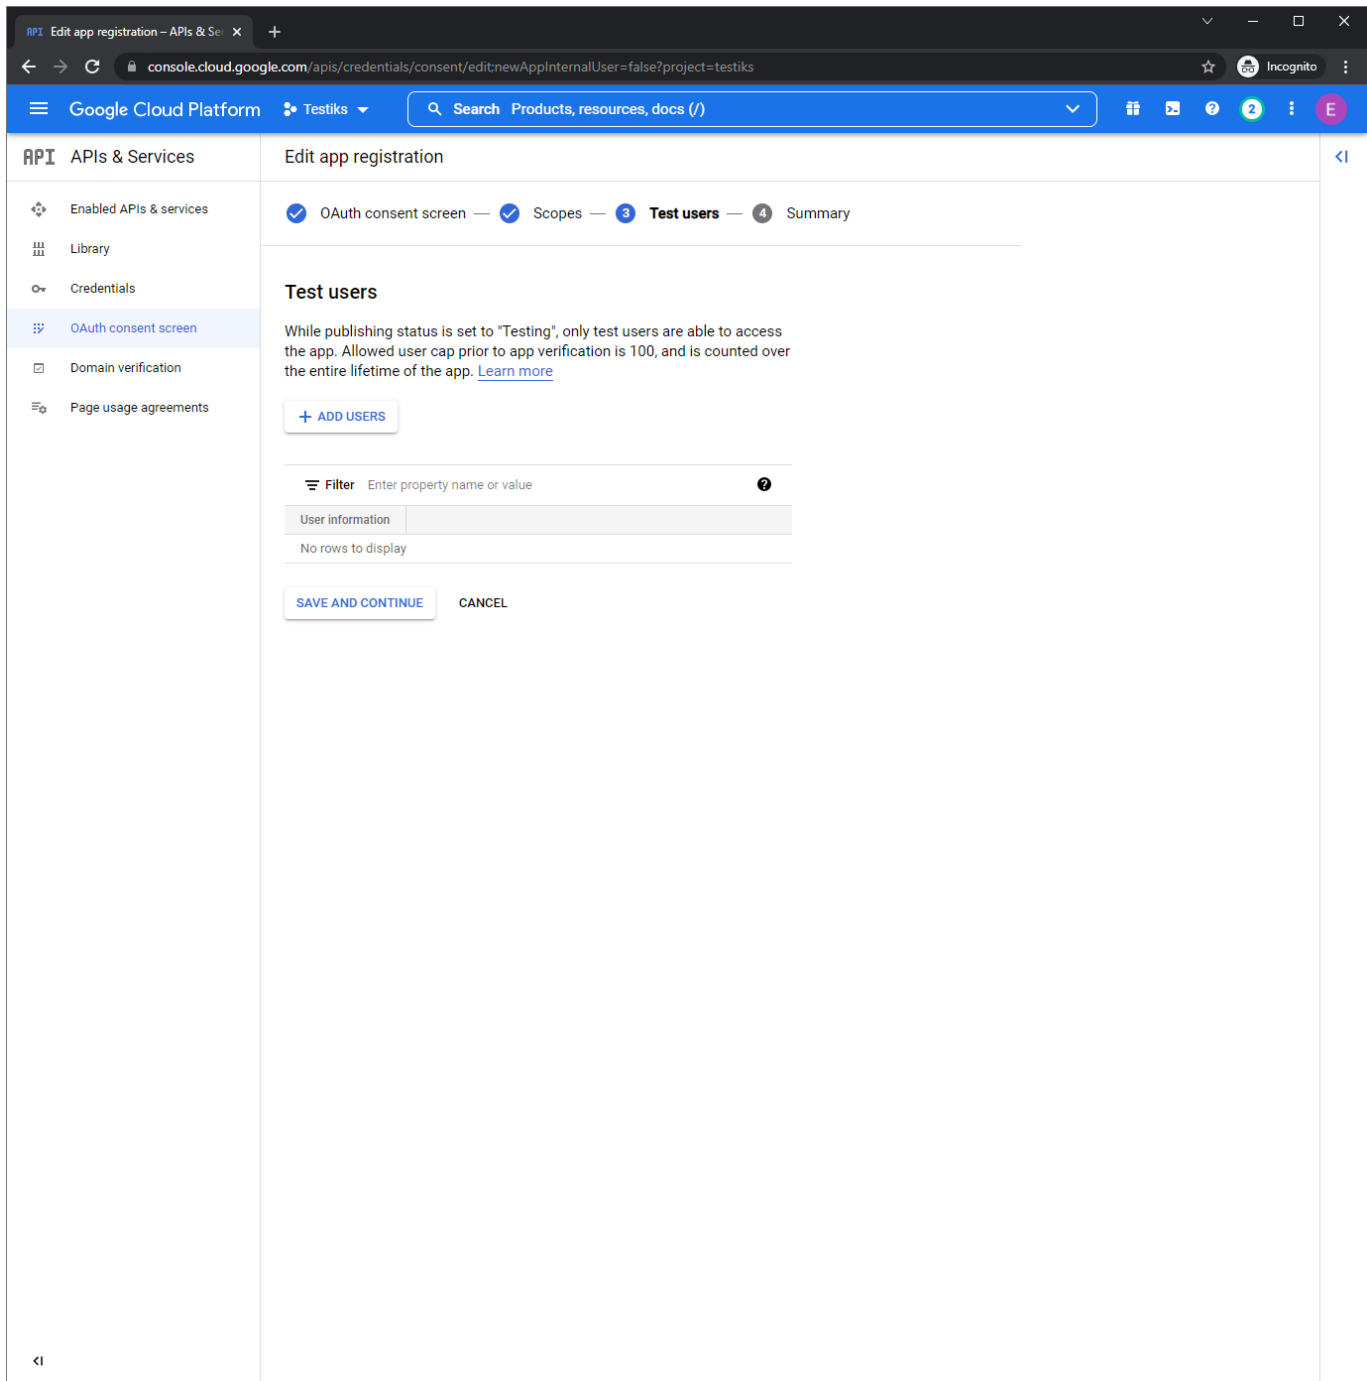 API Edit app registration – APIs & Se
console.cloud.google.com/apis/credentials/consent/edit;newAppInternalUser=false?project=testiks
Incognito
Google Cloud Platform
Testiks
Search Products, resources, docs (/)
2
E
API APIs & Services
Edit app registration
Enabled APIs & services
Library
Credentials
OAuth consent screen
Domain verification
Page usage agreements
OAuth consent screen — Scopes — 3 Test users — 4 Summary
Test users
While publishing status is set to "Testing", only test users are able to access
the app. Allowed user cap prior to app verification is 100, and is counted over
the entire lifetime of the app. Learn more
+ ADD USERS
Filter Enter property name or value
User information
No rows to display
SAVE AND CONTINUE
CANCEL